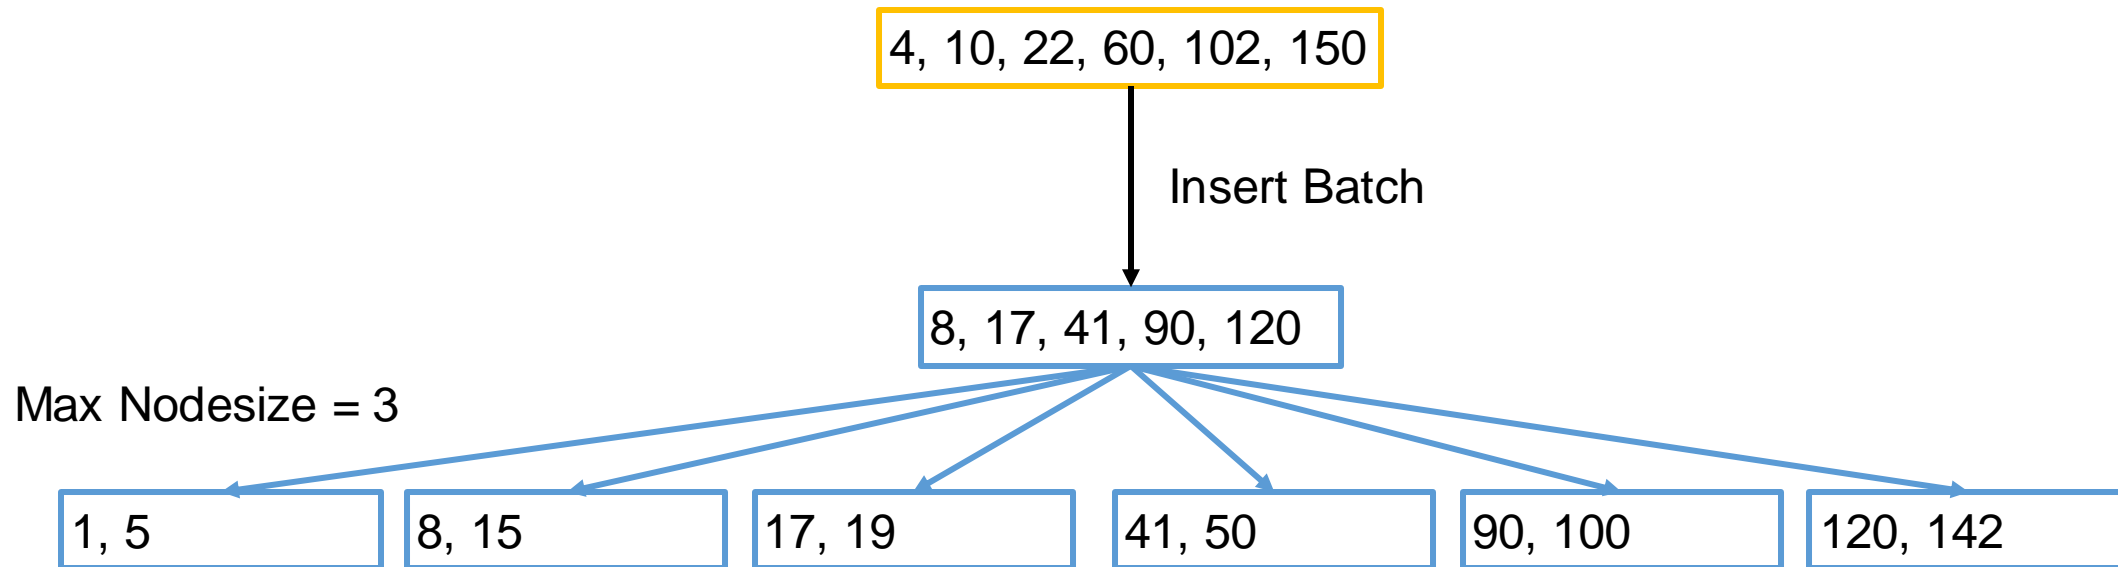 4, 10, 22, 60, 102, 150
Insert Batch
8, 17, 41, 90, 120
Max Nodesize = 3
1, 5
8, 15
17, 19
41, 50
90, 100
120, 142